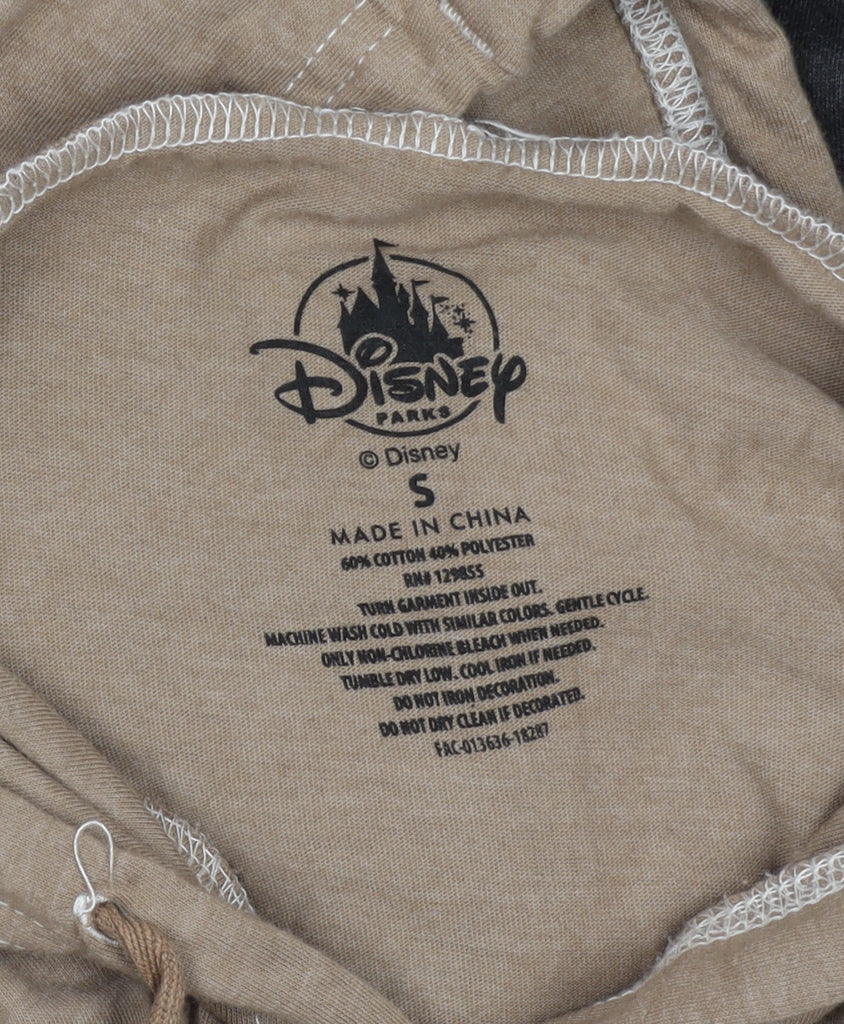 Disney
PARKS
© Disney
S
MADE IN CHINA
60% COTTON 40% POLYESTER
RN# 129855
TURN GARMENT INSIDE OUT.
MACHINE WASH COLD WITH SIMILAR COLORS. GENTLE CYCLE.
ONLY NON-CHLORINE BLEACH WHEN NEEDED.
TUMBLE DRY LOW. COOL IRON IF NEEDED.
DO NOT IRON DECORATION.
DO NOT DRY CLEAN IF DECORATED.
FAC-013636-18287